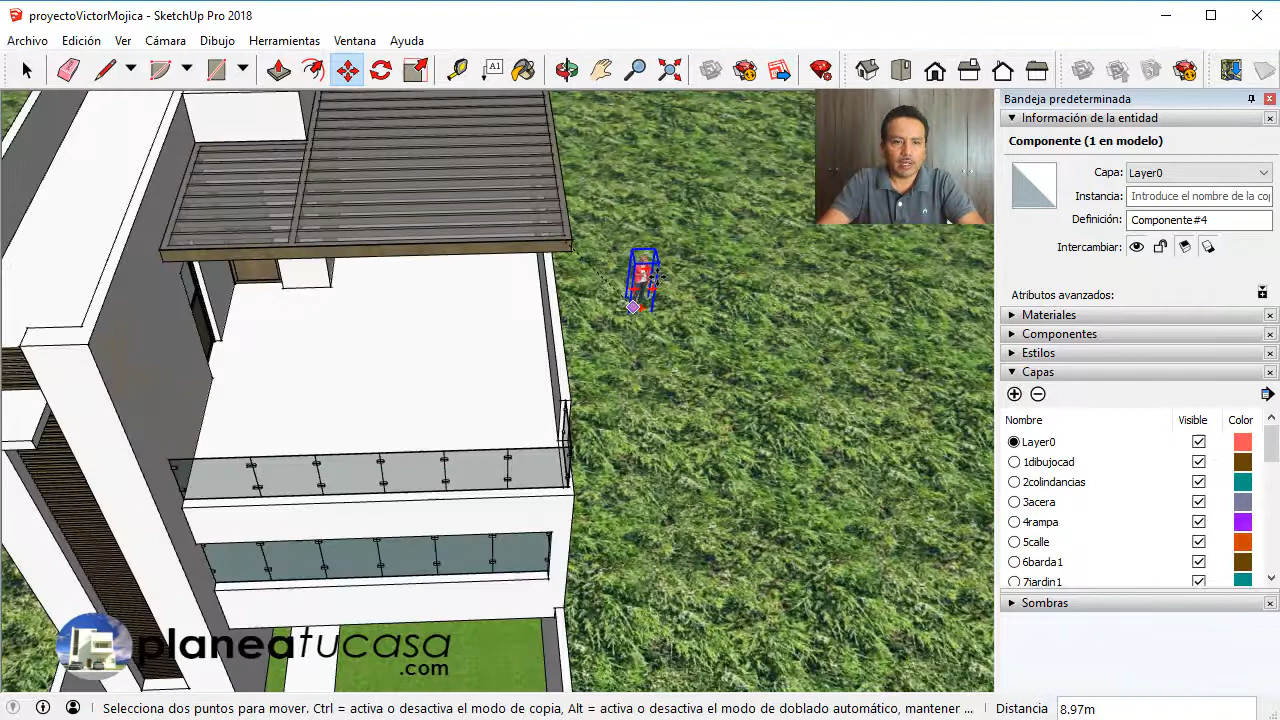 proyectoVictorMojica - SketchUp Pro 2018
Archivo Edición Ver Cámara Dibujo Herramientas Ventana Ayuda
A1
Bandeja predeterminada
Información de la entidad
Componente (1 en modelo)
Capa: Layer0
Instancia: Introduce el nombre de la co
Definición: Componente#4
Intercambiar:
Atributos avanzados:
Materiales
Componentes
Estilos
Capas
Nombre Visible Color
Layer0
1dibujocad
2colindancias
3acera
4rampa
5calle
6barda1
7jardin1
Sombras
planeatucasa
.com
Selecciona dos puntos para mover. Ctrl = activa o desactiva el modo de copia, Alt = activa o desactiva el modo de doblado automático, mantener ... Distancia 8.97m